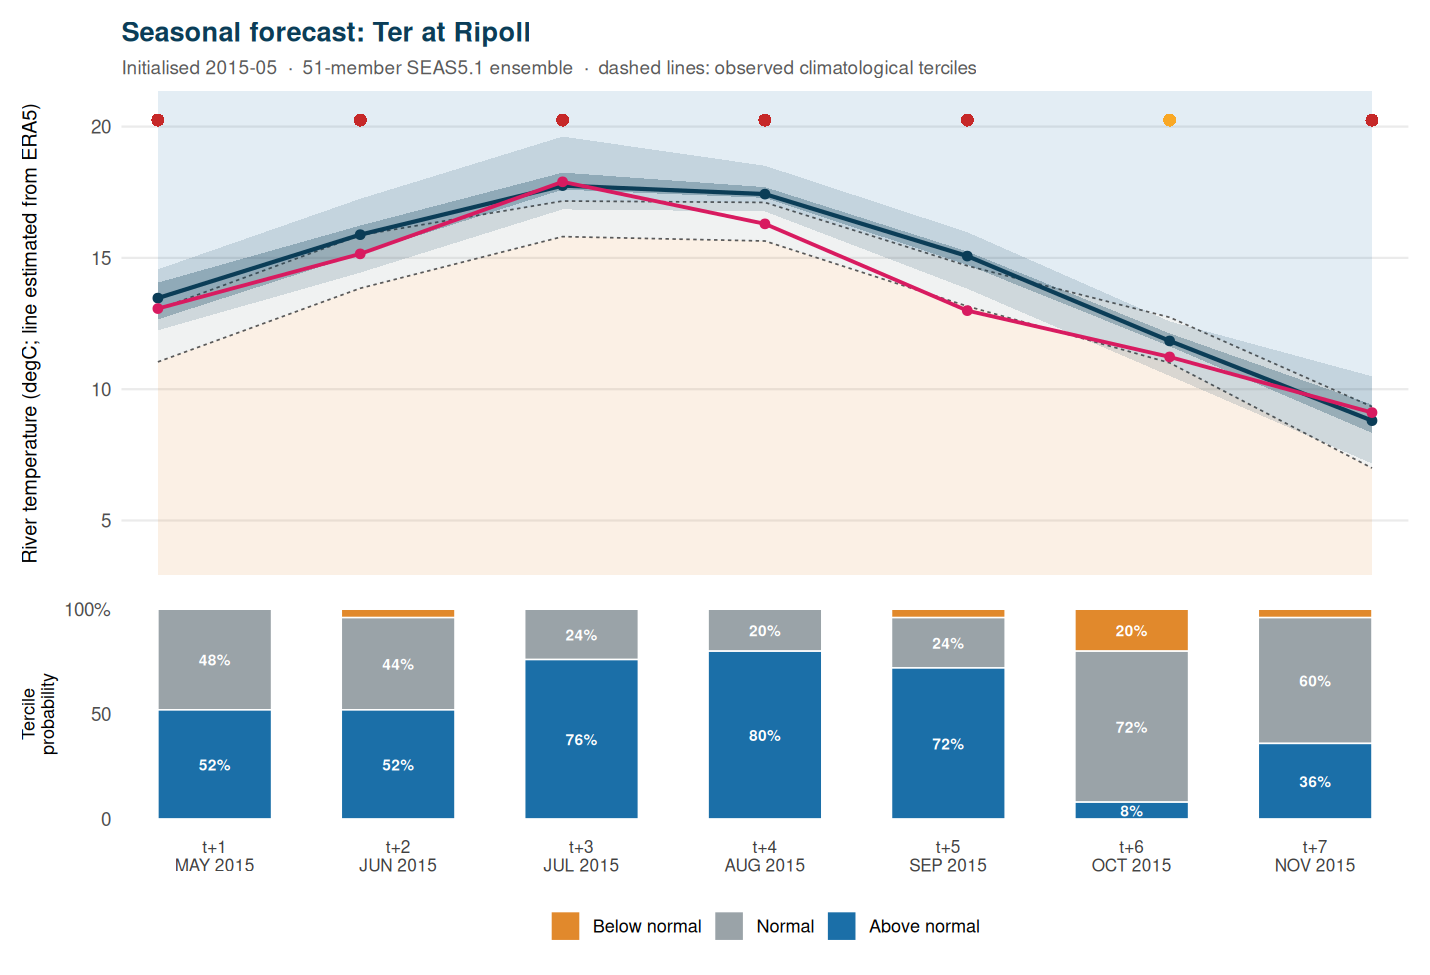 Seasonal forecast: Ter at Ripoll
Initialised 2015-05 · 51-member SEAS5.1 ensemble · dashed lines: observed climatological terciles
River temperature (degC; line estimated from ERA5)
20
15
10
5
Tercile
probability
100%
50
0
48%
52%
44%
52%
24%
76%
20%
80%
24%
72%
20%
72%
8%
60%
36%
t+1
MAY 2015
t+2
JUN 2015
t+3
JUL 2015
t+4
AUG 2015
t+5
SEP 2015
t+6
OCT 2015
t+7
NOV 2015
Below normal
Normal
Above normal